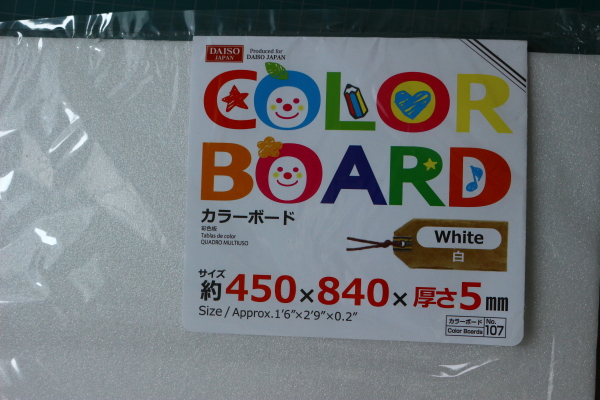 DAISO
JAPAN
Produced for
DAISO JAPAN
COLOR
BOARD
カラーボード
彩色板
Tablas de color
QUADRO MULTIUSO
White
白
サイズ
約450×840×厚さ5mm
Size / Approx.1'6"×2'9"×0.2"
カラーボード No.
Color Boards 107